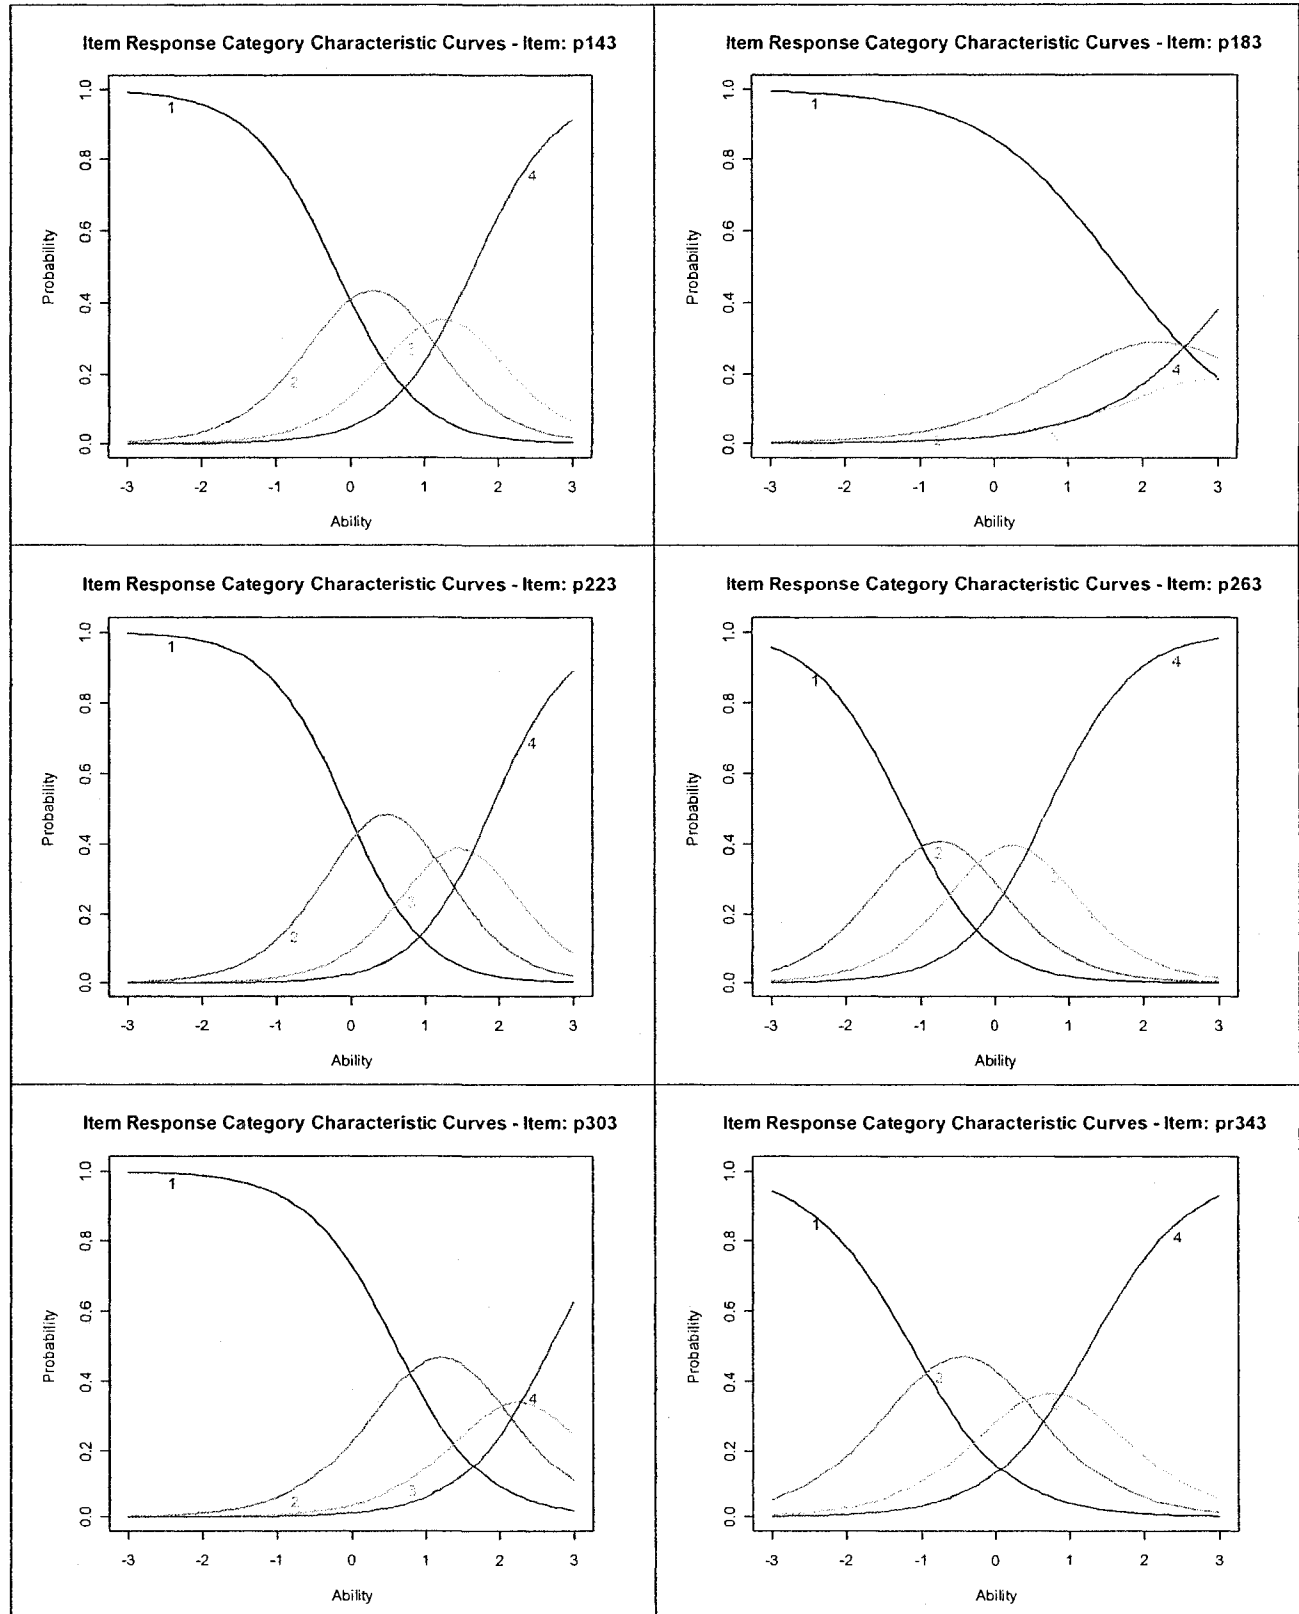 Item Response Category Characteristic Curves - Item: p143
Probability
0.0 0.2 0.4 0.6 0.8 1.0
1
2
3
4
-3 -2 -1 0 1 2 3
Ability
Item Response Category Characteristic Curves - Item: p183
Probability
0.0 0.2 0.4 0.6 0.8 1.0
1
4
-3 -2 -1 0 1 2 3
Ability
Item Response Category Characteristic Curves - Item: p223
Probability
0.0 0.2 0.4 0.6 0.8 1.0
1
2
3
4
-3 -2 -1 0 1 2 3
Ability
Item Response Category Characteristic Curves - Item: p263
Probability
0.0 0.2 0.4 0.6 0.8 1.0
1
2
4
-3 -2 -1 0 1 2 3
Ability
Item Response Category Characteristic Curves - Item: p303
Probability
0.0 0.2 0.4 0.6 0.8 1.0
1
2
3
4
-3 -2 -1 0 1 2 3
Ability
Item Response Category Characteristic Curves - Item: pr343
Probability
0.0 0.2 0.4 0.6 0.8 1.0
1
2
4
-3 -2 -1 0 1 2 3
Ability